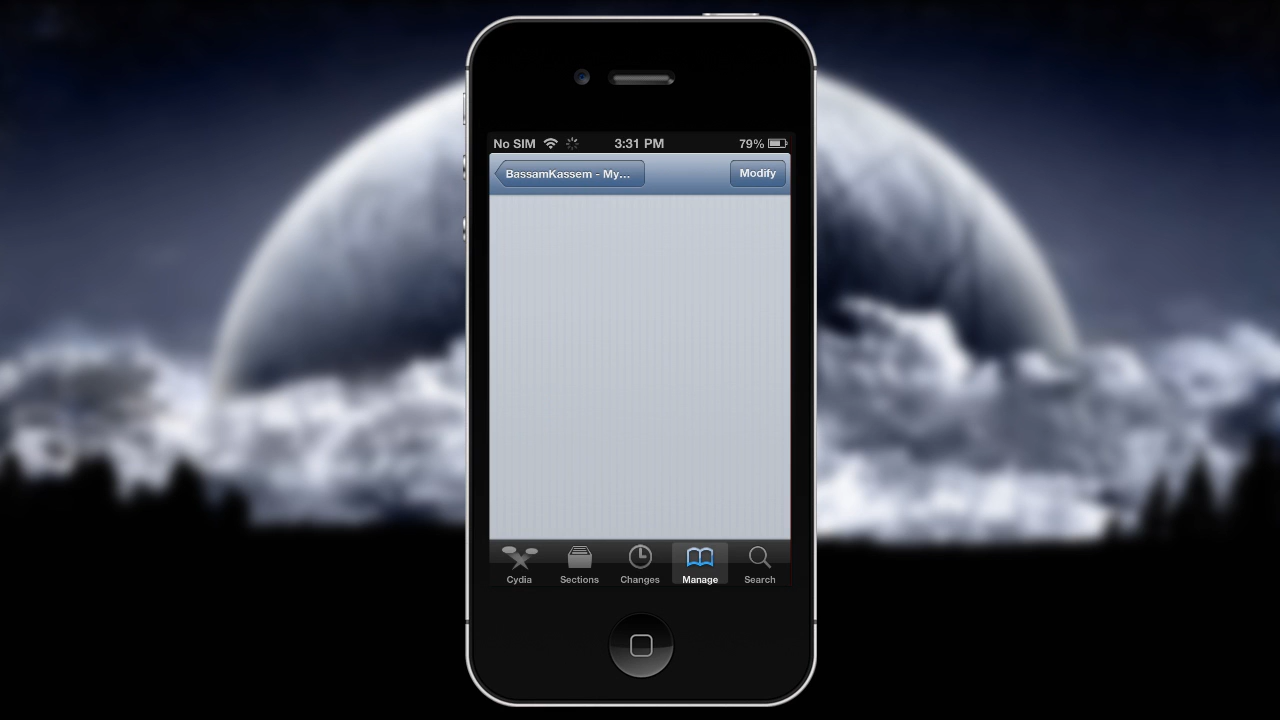 No SIM 3:31 PM 79%
BassamKassem - My... Modify
Cydia Sections Changes Manage Search